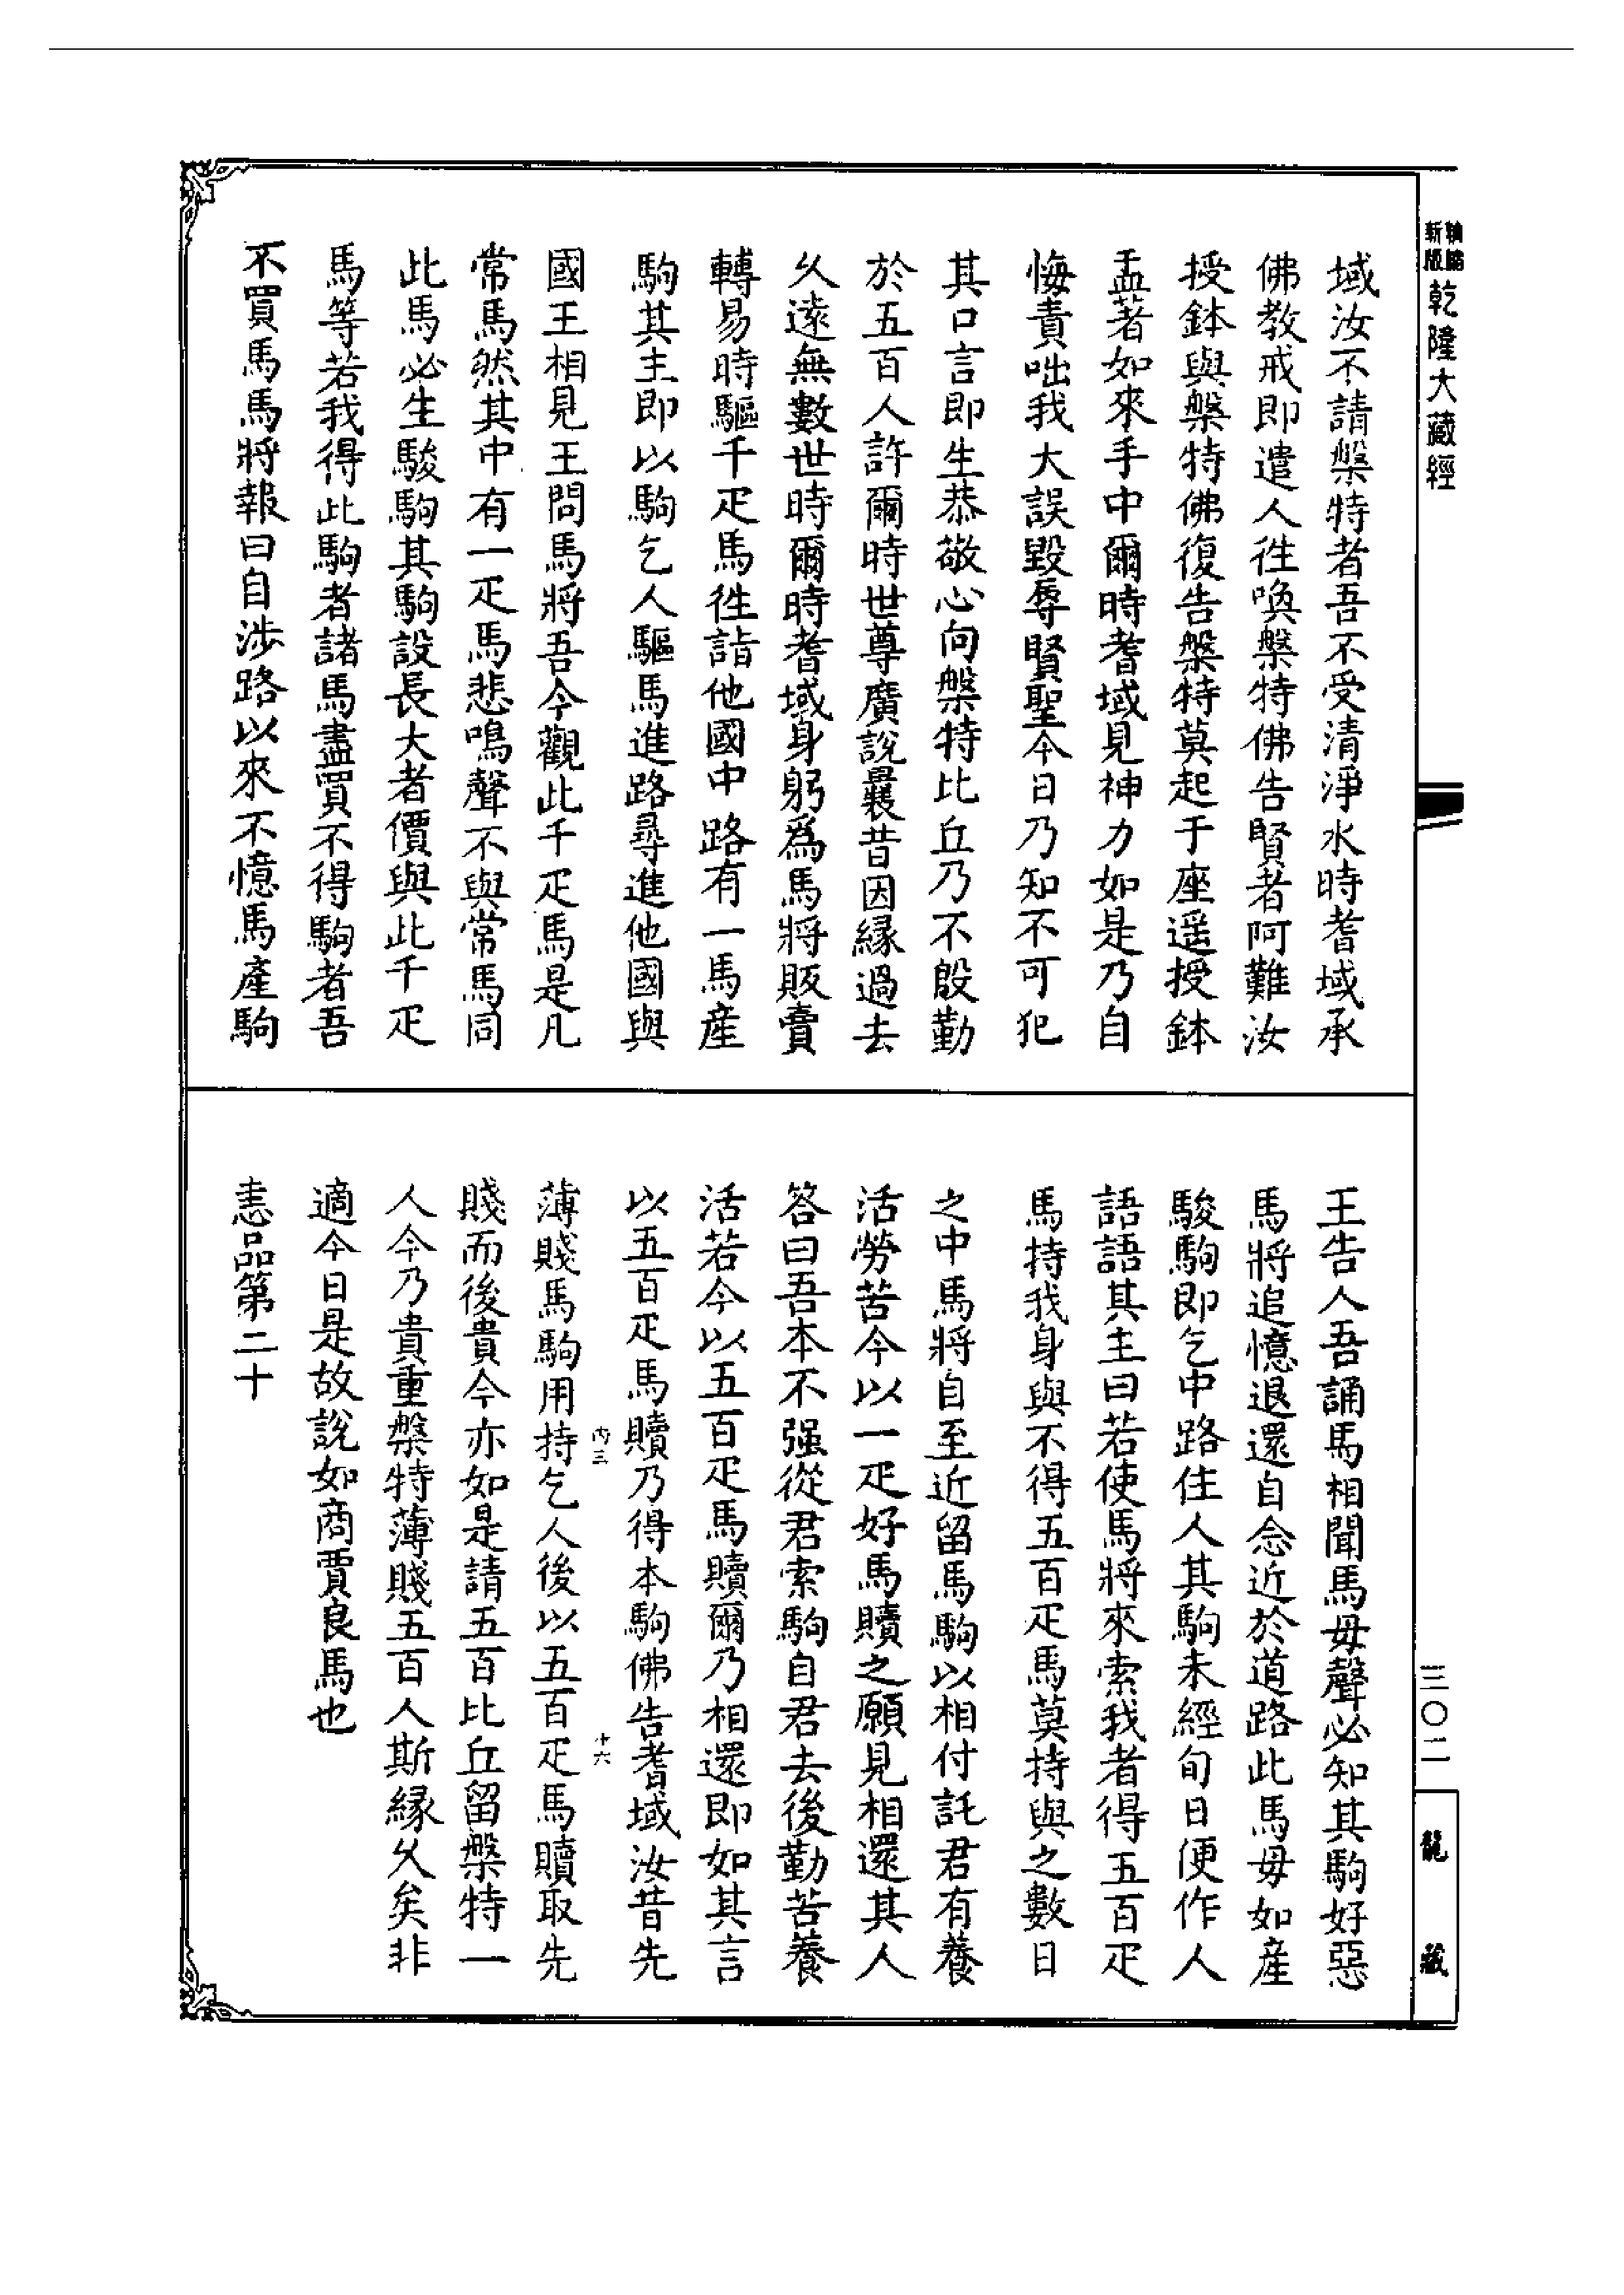 新版
乾隆大藏經
域汝不請槃特者吾不受清淨水時耆域承
佛教戒即遣人徃喚槃特佛告賢者阿難汝
授鉢與槃特佛復告槃特莫起于座遥授鉢
盂著如來手中爾時耆域見神力如是乃自
悔責咄我大誤毀辱賢聖今日乃知不可犯
其口言即生恭敬心向槃特比丘乃不殷勤
於五百人許爾時世尊廣說曩昔因緣過去
乆遠無數世時爾時耆域身躬爲馬將販賣
轉易時驅千疋馬徃詣他國中路有一馬産
駒其主即以駒乞人驅馬進路尋進他國與
國王相見王問馬將吾今觀此千疋馬是凡
常馬然其中有一疋馬悲鳴聲不與常馬同
此馬必生駿駒其駒設長大者價與此千疋
馬等若我得此駒者諸馬盡買不得駒者吾
不買馬馬將報曰自涉路以來不憶馬產駒
王告人吾誦馬相聞馬母聲必知其駒好惡
馬將追憶退還自念近於道路此馬母如産
駿駒即乞中路住人其駒未經旬日便作人
語語其主曰若使馬將來索我者得五百疋
馬持我身與不得五百疋馬莫持與之數日
之中馬將自至近留馬駒以相付託君有養
活勞苦今以一疋好馬贖之願見相還其人
答曰吾本不强從君索駒自君去後勤苦養
活若今以五百疋馬贖爾乃相還即如其言
以五百疋馬贖乃得本駒佛告耆域汝昔先
内三
十六
薄賤馬駒用持乞人後以五百疋馬贖取先
賤而後貴今亦如是請五百比丘留槃特一
人今乃貴重槃特薄賤五百人斯緣乆矣非
適今日是故說如商賈良馬也
恚品第二十
三〇二
龍藏